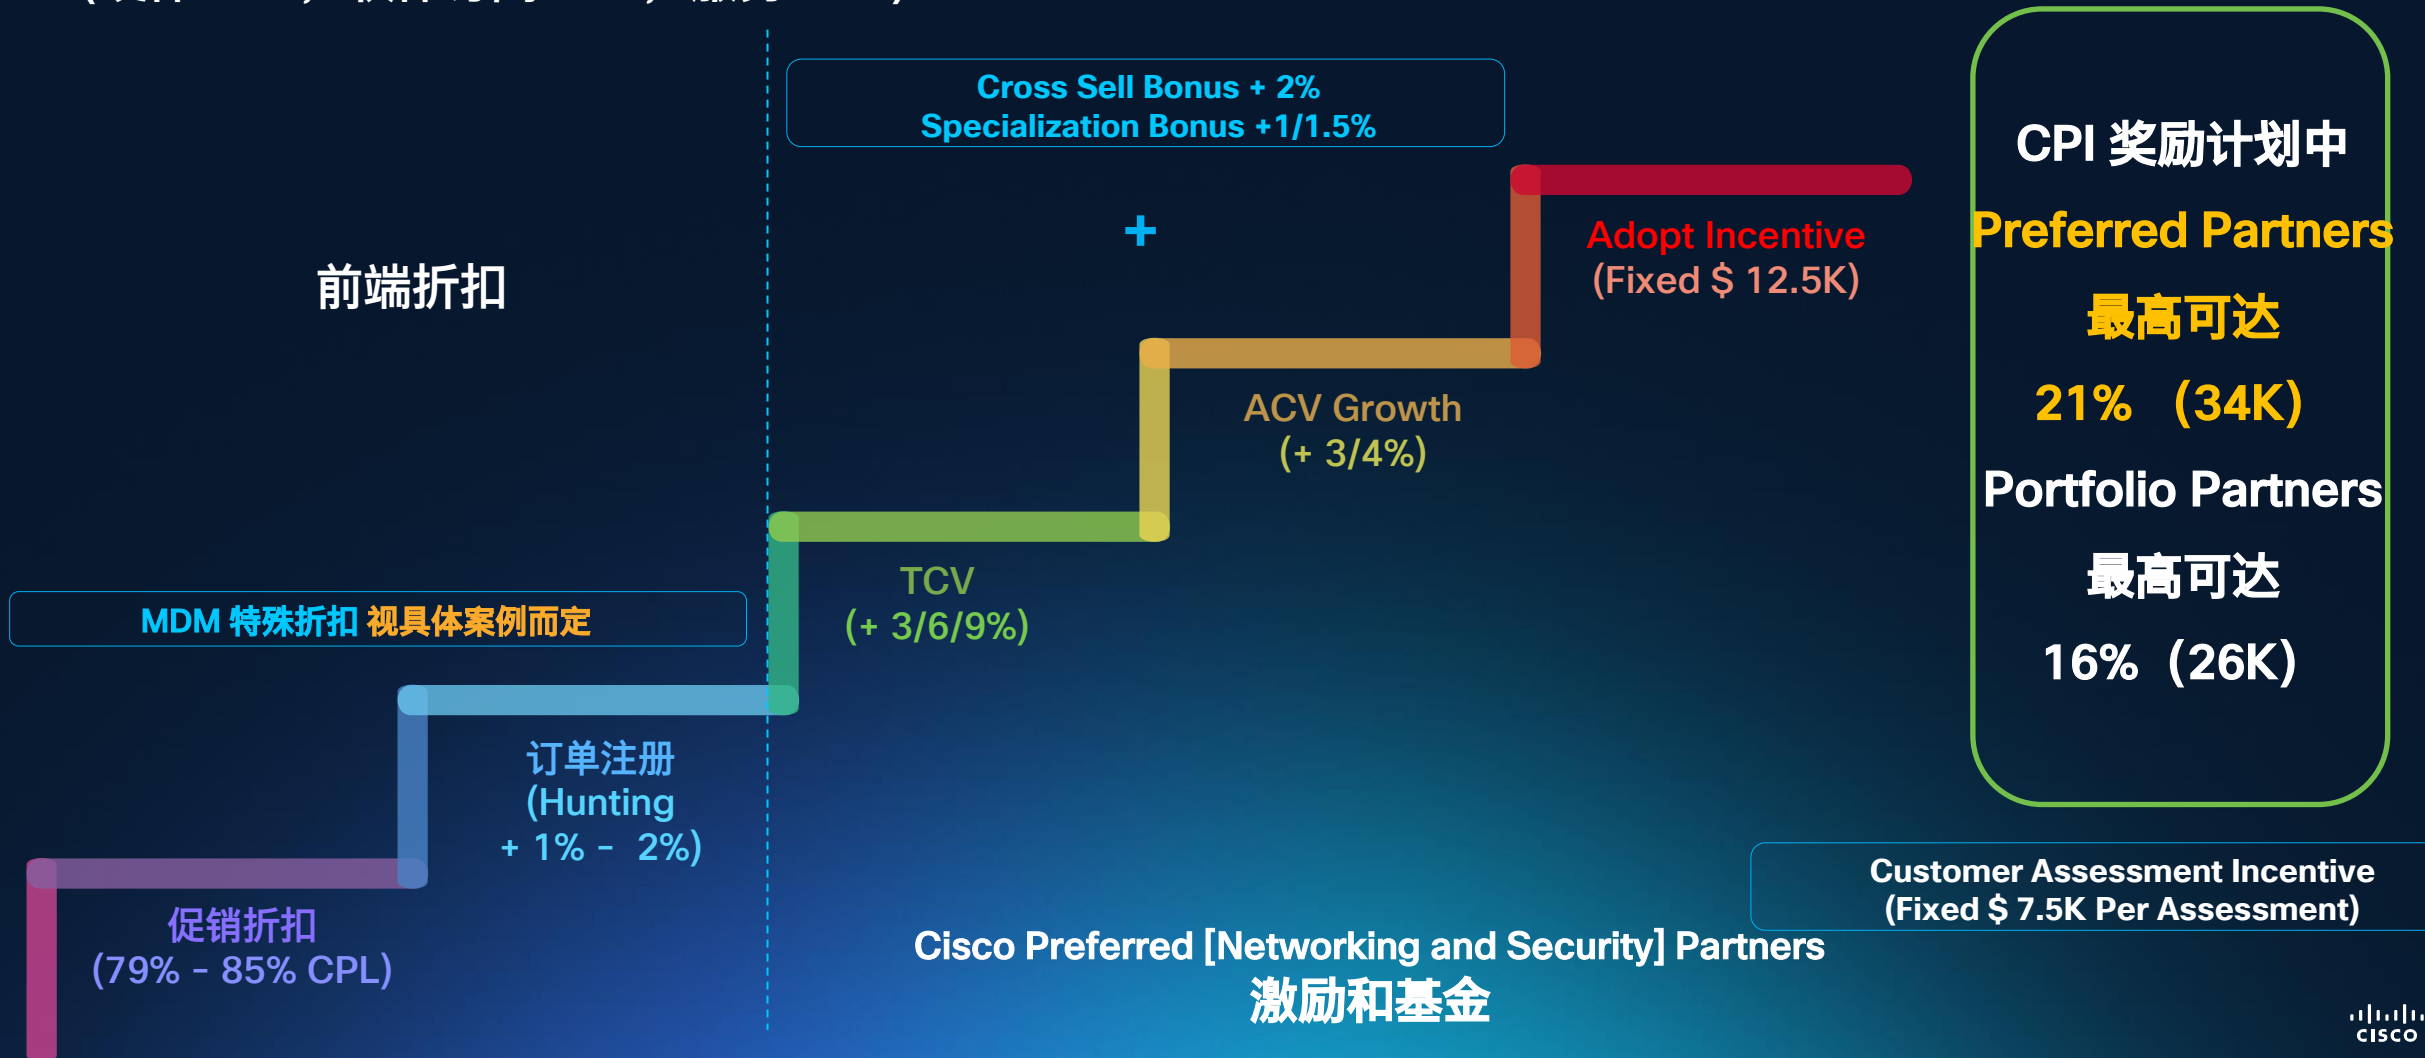 Cross Sell Bonus + 2%
Specialization Bonus +1/1.5%
+
前端折扣
Adopt Incentive
(Fixed $ 12.5K)
ACV Growth
(+ 3/4%)
TCV
(+ 3/6/9%)
MDM 特殊折扣 视具体案例而定
订单注册
(Hunting
+ 1% - 2%)
促销折扣
(79% - 85% CPL)
CPI 奖励计划中
Preferred Partners
最高可达
21% (34K)
Portfolio Partners
最高可达
16% (26K)
Customer Assessment Incentive
(Fixed $ 7.5K Per Assessment)
Cisco Preferred [Networking and Security] Partners
激励和基金
CISCO